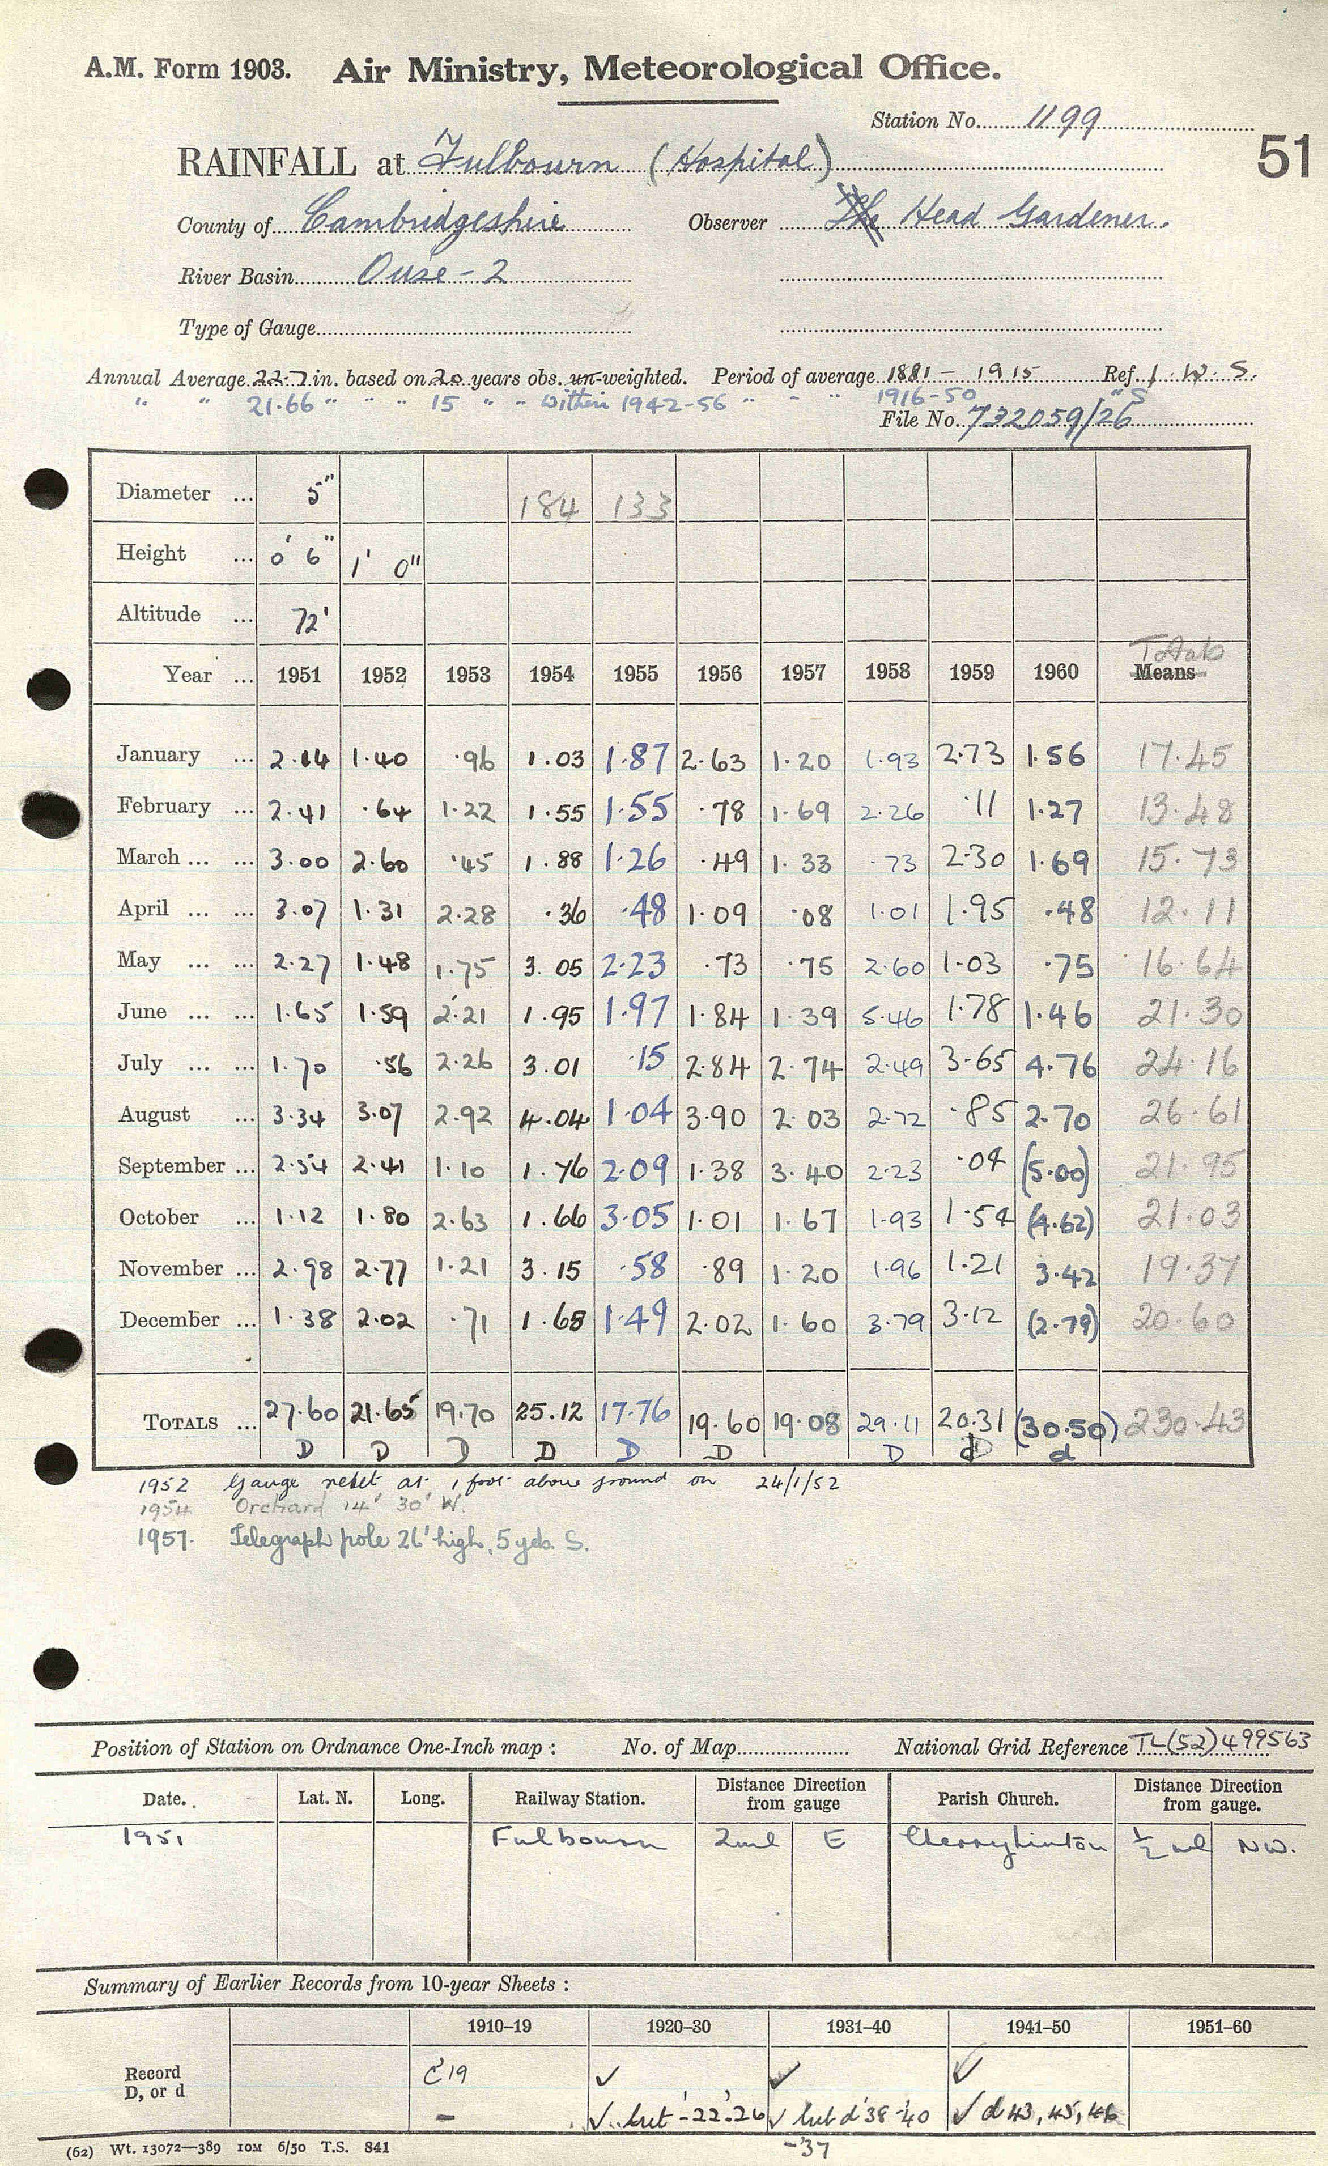 A.M. Form 1903. Air Ministry, Meteorological Office.
Station No. 1199
51
RAINFALL at Fulbourn (Hospital)
County of Cambridgeshire Observer The Head Gardener.
River Basin Ouse - 2
Type of Gauge
Annual Average 22.7 in. based on 20 years obs. un-weighted. Period of average 1881 - 1915 Ref. I.W.S.
" " 21.66 " " " 15 " " within 1942-56 " - " 1916-50 " S
File No. 732059/26
Diameter ... 5" 184 133
Height ... 0' 6" 1' 0"
Altitude ... 72'
Totals
Year ... 1951 1952 1953 1954 1955 1956 1957 1958 1959 1960 Means
January ... 2.14 1.40 .96 1.03 1.87 2.63 1.20 1.93 2.73 1.56 17.45
February ... 2.41 .64 1.22 1.55 1.55 .78 1.69 2.26 .11 1.27 13.48
March ... ... 3.00 2.60 .45 1.88 1.26 .49 1.33 .73 2.30 1.69 15.73
April ... ... 3.07 1.31 2.28 .36 .48 1.09 .08 1.01 1.95 .48 12.11
May ... ... 2.27 1.48 1.75 3.05 2.23 .73 .75 2.60 1.03 .75 16.64
June ... ... 1.65 1.59 2.21 1.95 1.97 1.84 1.39 5.46 1.78 1.46 21.30
July ... ... 1.70 .56 2.26 3.01 .15 2.84 2.74 2.49 3.65 4.76 24.16
August ... 3.34 3.07 2.92 4.04 1.04 3.90 2.03 2.72 .85 2.70 26.61
September ... 2.54 2.41 1.10 1.76 2.09 1.38 3.40 2.23 .04 (5.00) 21.95
October ... 1.12 1.80 2.63 1.66 3.05 1.01 1.67 1.93 1.54 (4.62) 21.03
November ... 2.98 2.77 1.21 3.15 .58 .89 1.20 1.96 1.21 3.42 19.37
December ... 1.38 2.02 .71 1.68 1.49 2.02 1.60 3.79 3.12 (2.79) 20.60
TOTALS ... 27.60 21.65 19.70 25.12 17.76 19.60 19.08 29.11 20.31 (30.50) 230.43
D D D D D D D D d
1952 Gauge reset at 1 foot above ground on 24/1/52
1954 Orchard 14' 30' W.
1957. Telegraph pole 26' high, 5 yds. S.
Position of Station on Ordnance One-Inch map : No. of Map National Grid Reference TL(52)499563
Date. Lat. N. Long. Railway Station. Distance from gauge Direction Parish Church. Distance from gauge. Direction
1951 Fulbourn 2 ml E Cherryhinton ½ ml NW.
Summary of Earlier Records from 10-year Sheets :
1910-19 1920-30 1931-40 1941-50 1951-60
Record c'19 ✓ ✓ ✓
D, or d – ✓ but -'22-'26 ✓ but d'38-'40 ✓ d 43, 45, 46
-'37
(62) Wt. 13072—389 10M 6/50 T.S. 841